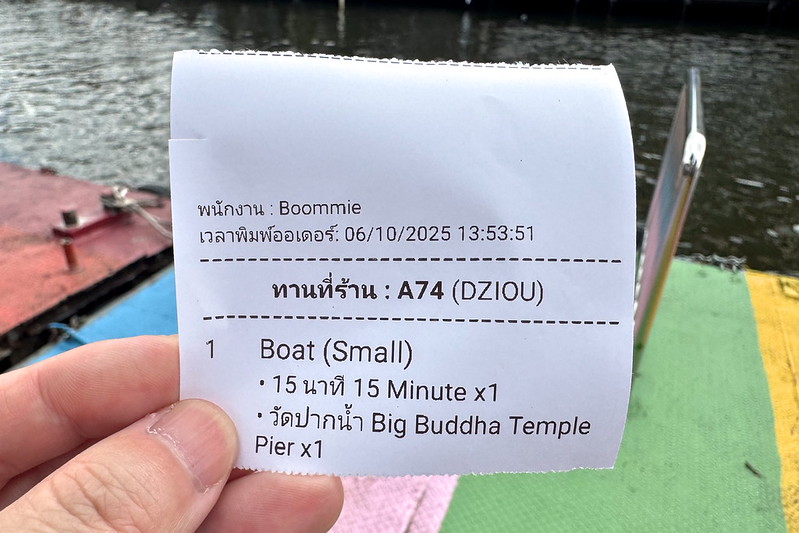 พนักงาน : Boommie
เวลาพิมพ์ออเดอร์: 06/10/2025 13:53:51
ทานที่ร้าน : A74 (DZIOU)
1 Boat (Small)
• 15 นาที 15 Minute x1
• วัดปากน้ำ Big Buddha Temple
Pier x1